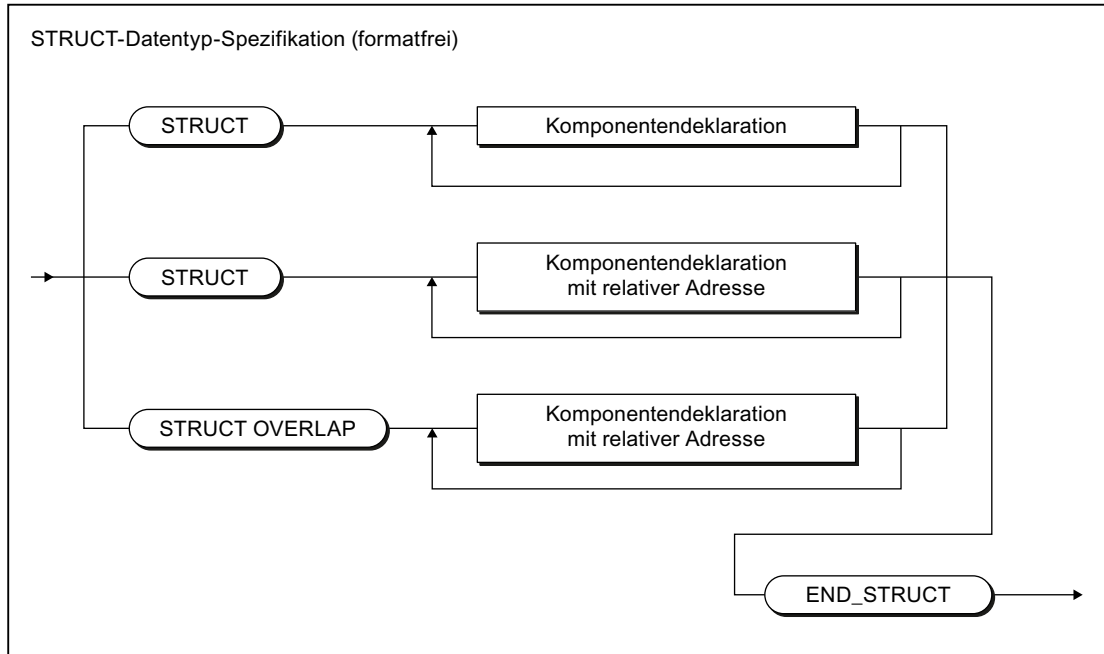 STRUCT-Datentyp-Spezifikation (formatfrei)
STRUCT
Komponentendeklaration
STRUCT
Komponentendeklaration
mit relativer Adresse
STRUCT OVERLAP
Komponentendeklaration
mit relativer Adresse
END_STRUCT